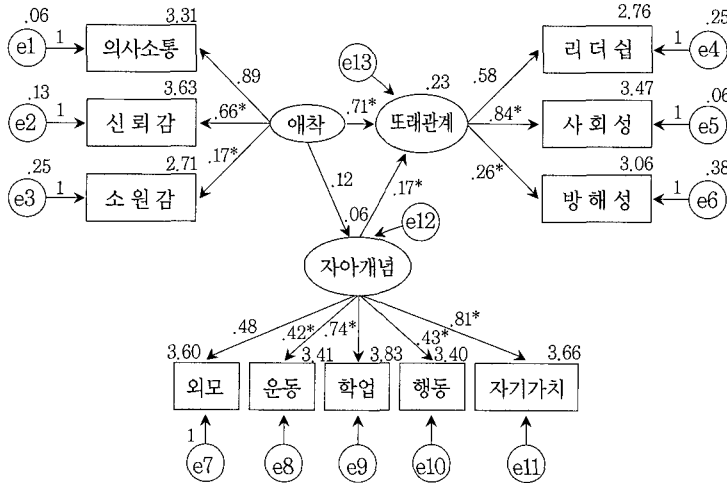 .06 3.31 2.76 .25
e1 1 의사소통 e13 리더쉽 1 e4
.89 .23 .58
.13 3.63 3.47 .06
e2 1 신뢰감 .66* 애착 .71* 또래관계 .84* 사회성 1 e5
.25 2.71 .17* .26* 3.06 .38
e3 1 소원감 .12 .17* 방해성 1 e6
.06 e12
자아개념
.48 .42* .74* .43* .81*
3.60 3.41 3.83 3.40 3.66
외모 운동 학업 행동 자기가치
1
e7 e8 e9 e10 e11